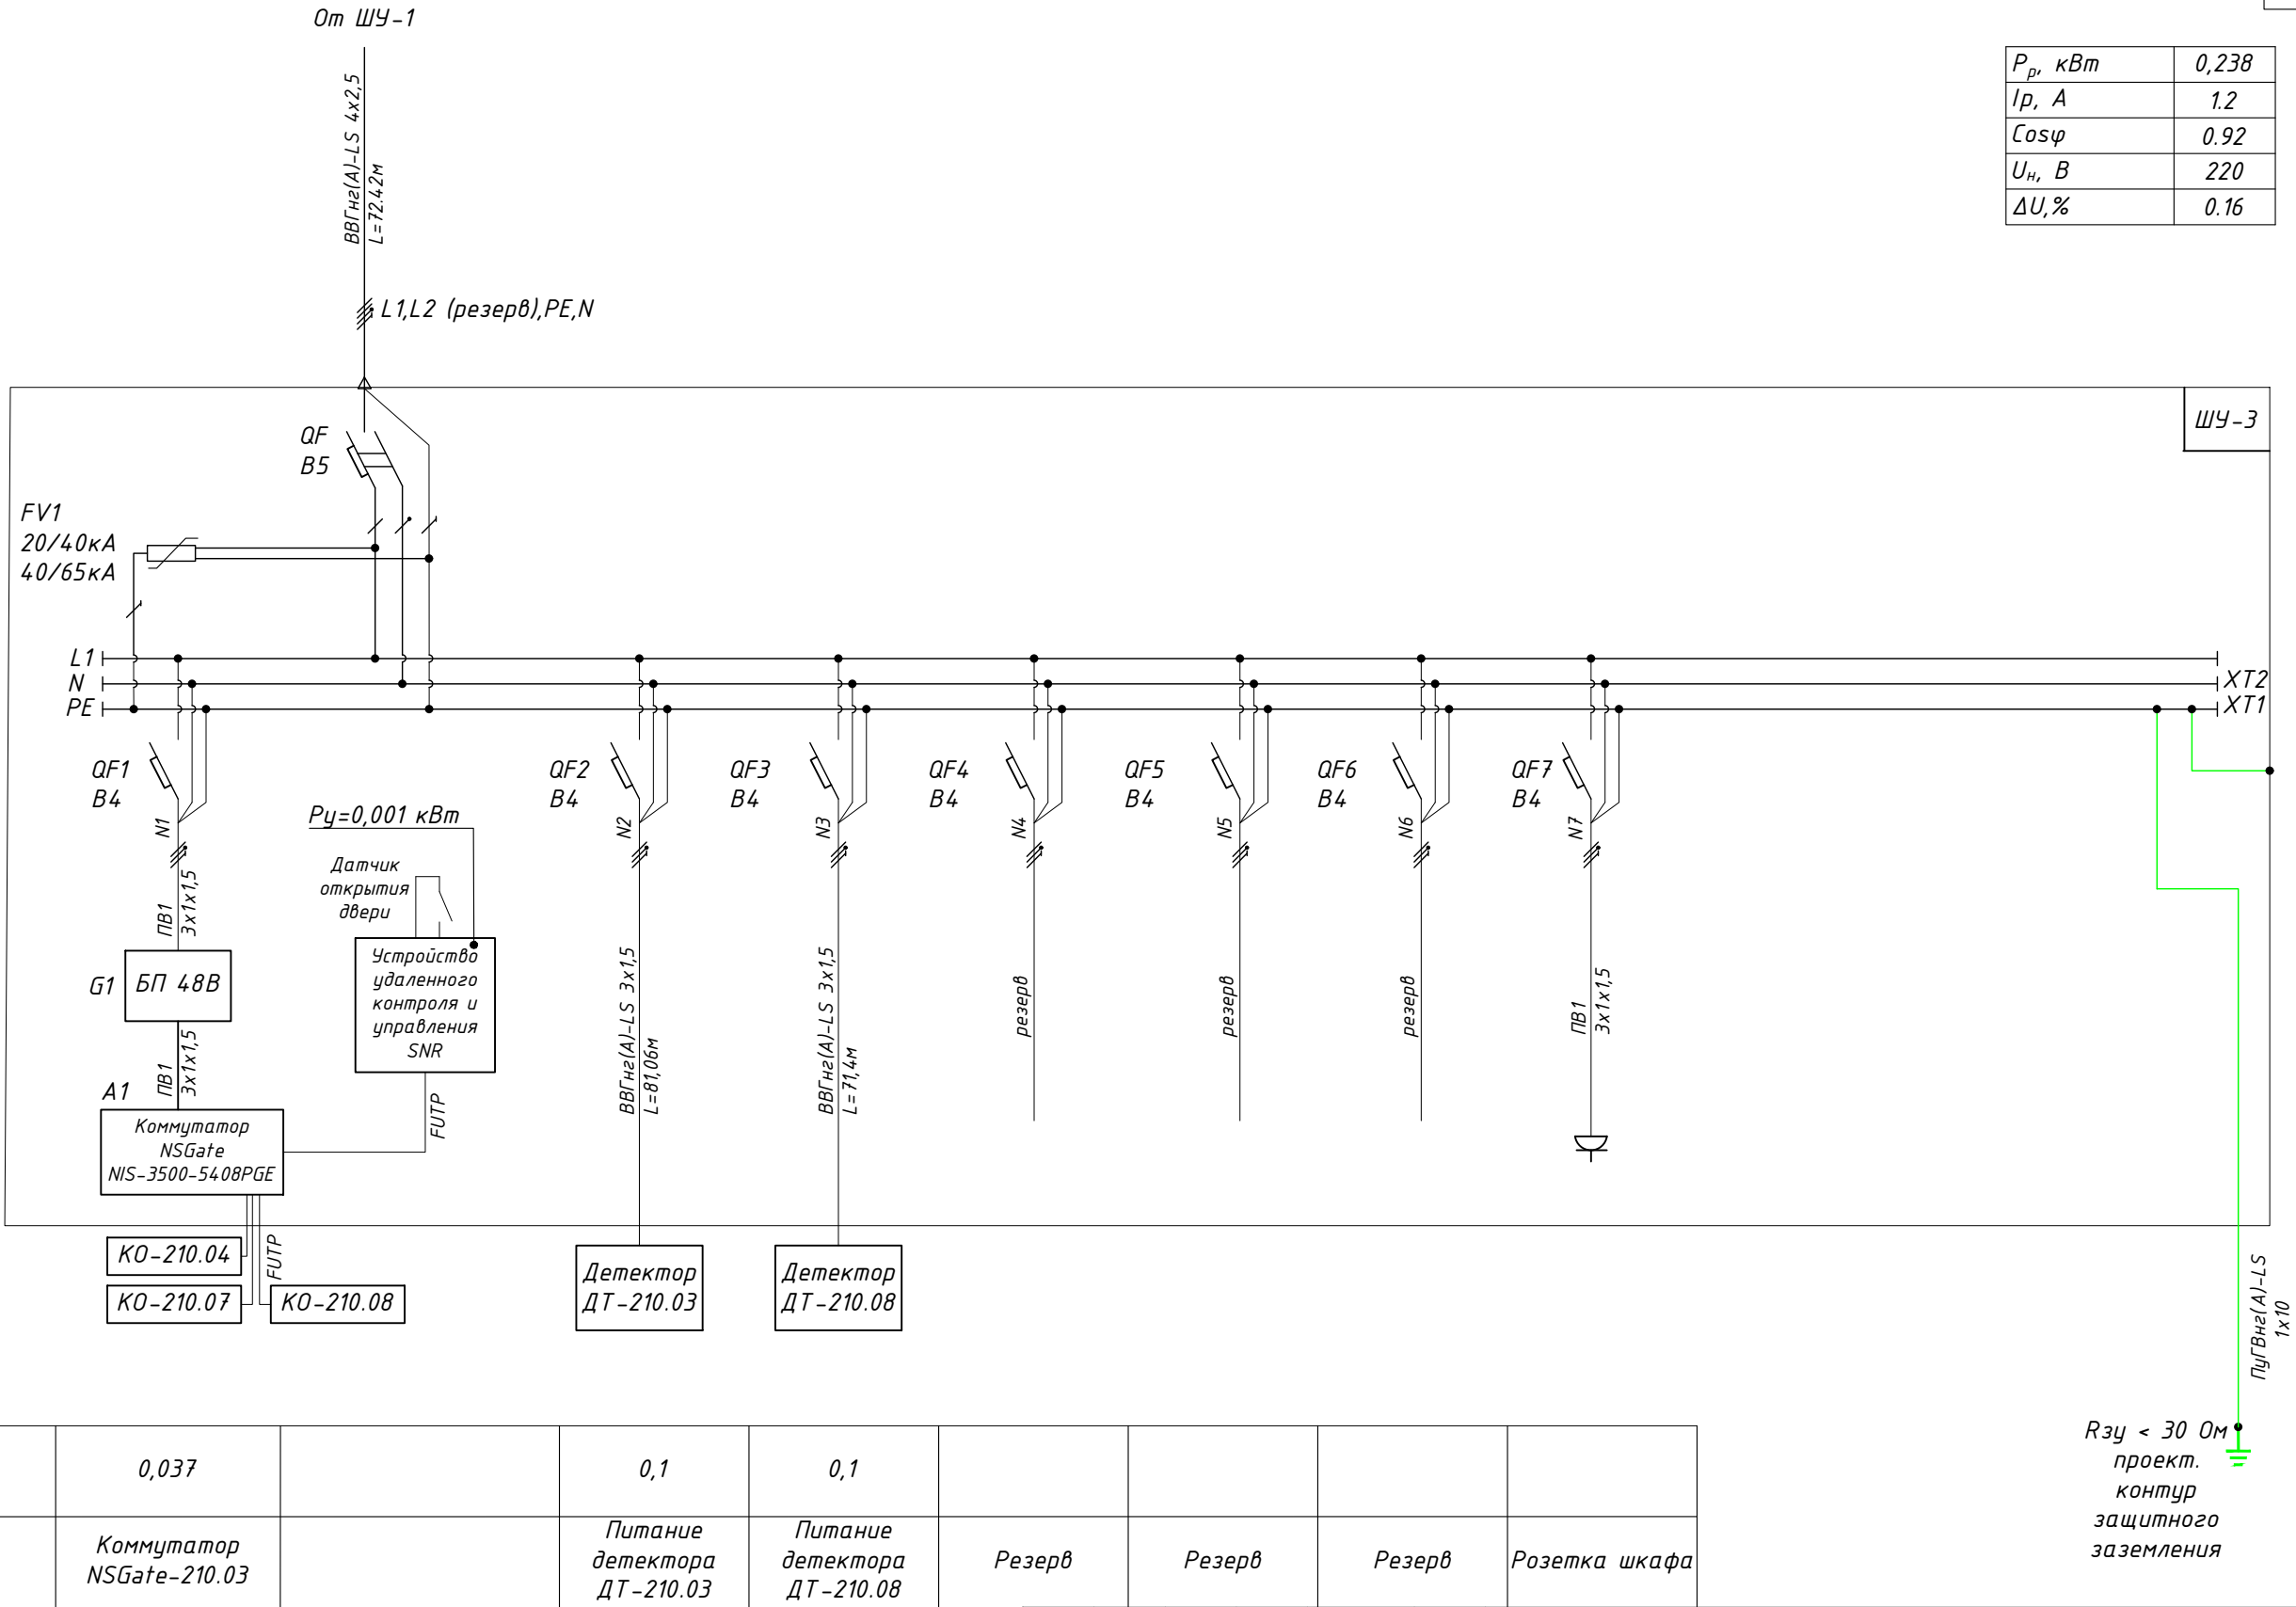 От ШУ-1
Pр, кВт 0,238
Iр, А 1.2
Cosφ 0.92
Uн, В 220
ΔU,% 0.16
ВВГнг(А)-LS 4х2,5
L=72.42м
L1,L2 (резерв),PE,N
ШУ-3
QF
B5
FV1
20/40кА
40/65кА
L1
N
PE
XT2
XT1
QF1
B4
QF2
B4
QF3
B4
QF4
B4
QF5
B4
QF6
B4
QF7
B4
N1
N2
N3
N4
N5
N6
N7
Ру=0,001 кВт
Датчик
открытия
двери
ПВ1
3х1х1,5
G1
БП 48В
Устройство
удаленного
контроля и
управления
SNR
ПВ1
3х1х1,5
A1
Коммутатор
NSGate
NIS-3500-5408PGE
FUTP
ВВГнг(А)-LS 3х1,5
L=81,06м
ВВГнг(А)-LS 3х1,5
L=71,4м
резерв
резерв
резерв
ПВ1
3х1х1,5
КО-210.04
КО-210.07
FUTP
КО-210.08
Детектор
ДТ-210.03
Детектор
ДТ-210.08
ПуГВнг(А)-LS
1х10
Rзу < 30 Ом
проект.
контур
защитного
заземления
0,037
0,1
0,1
Коммутатор
NSGate-210.03
Питание
детектора
ДТ-210.03
Питание
детектора
ДТ-210.08
Резерв
Резерв
Резерв
Розетка шкафа